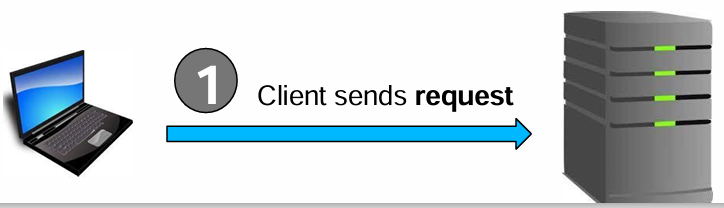 1
Client sends request